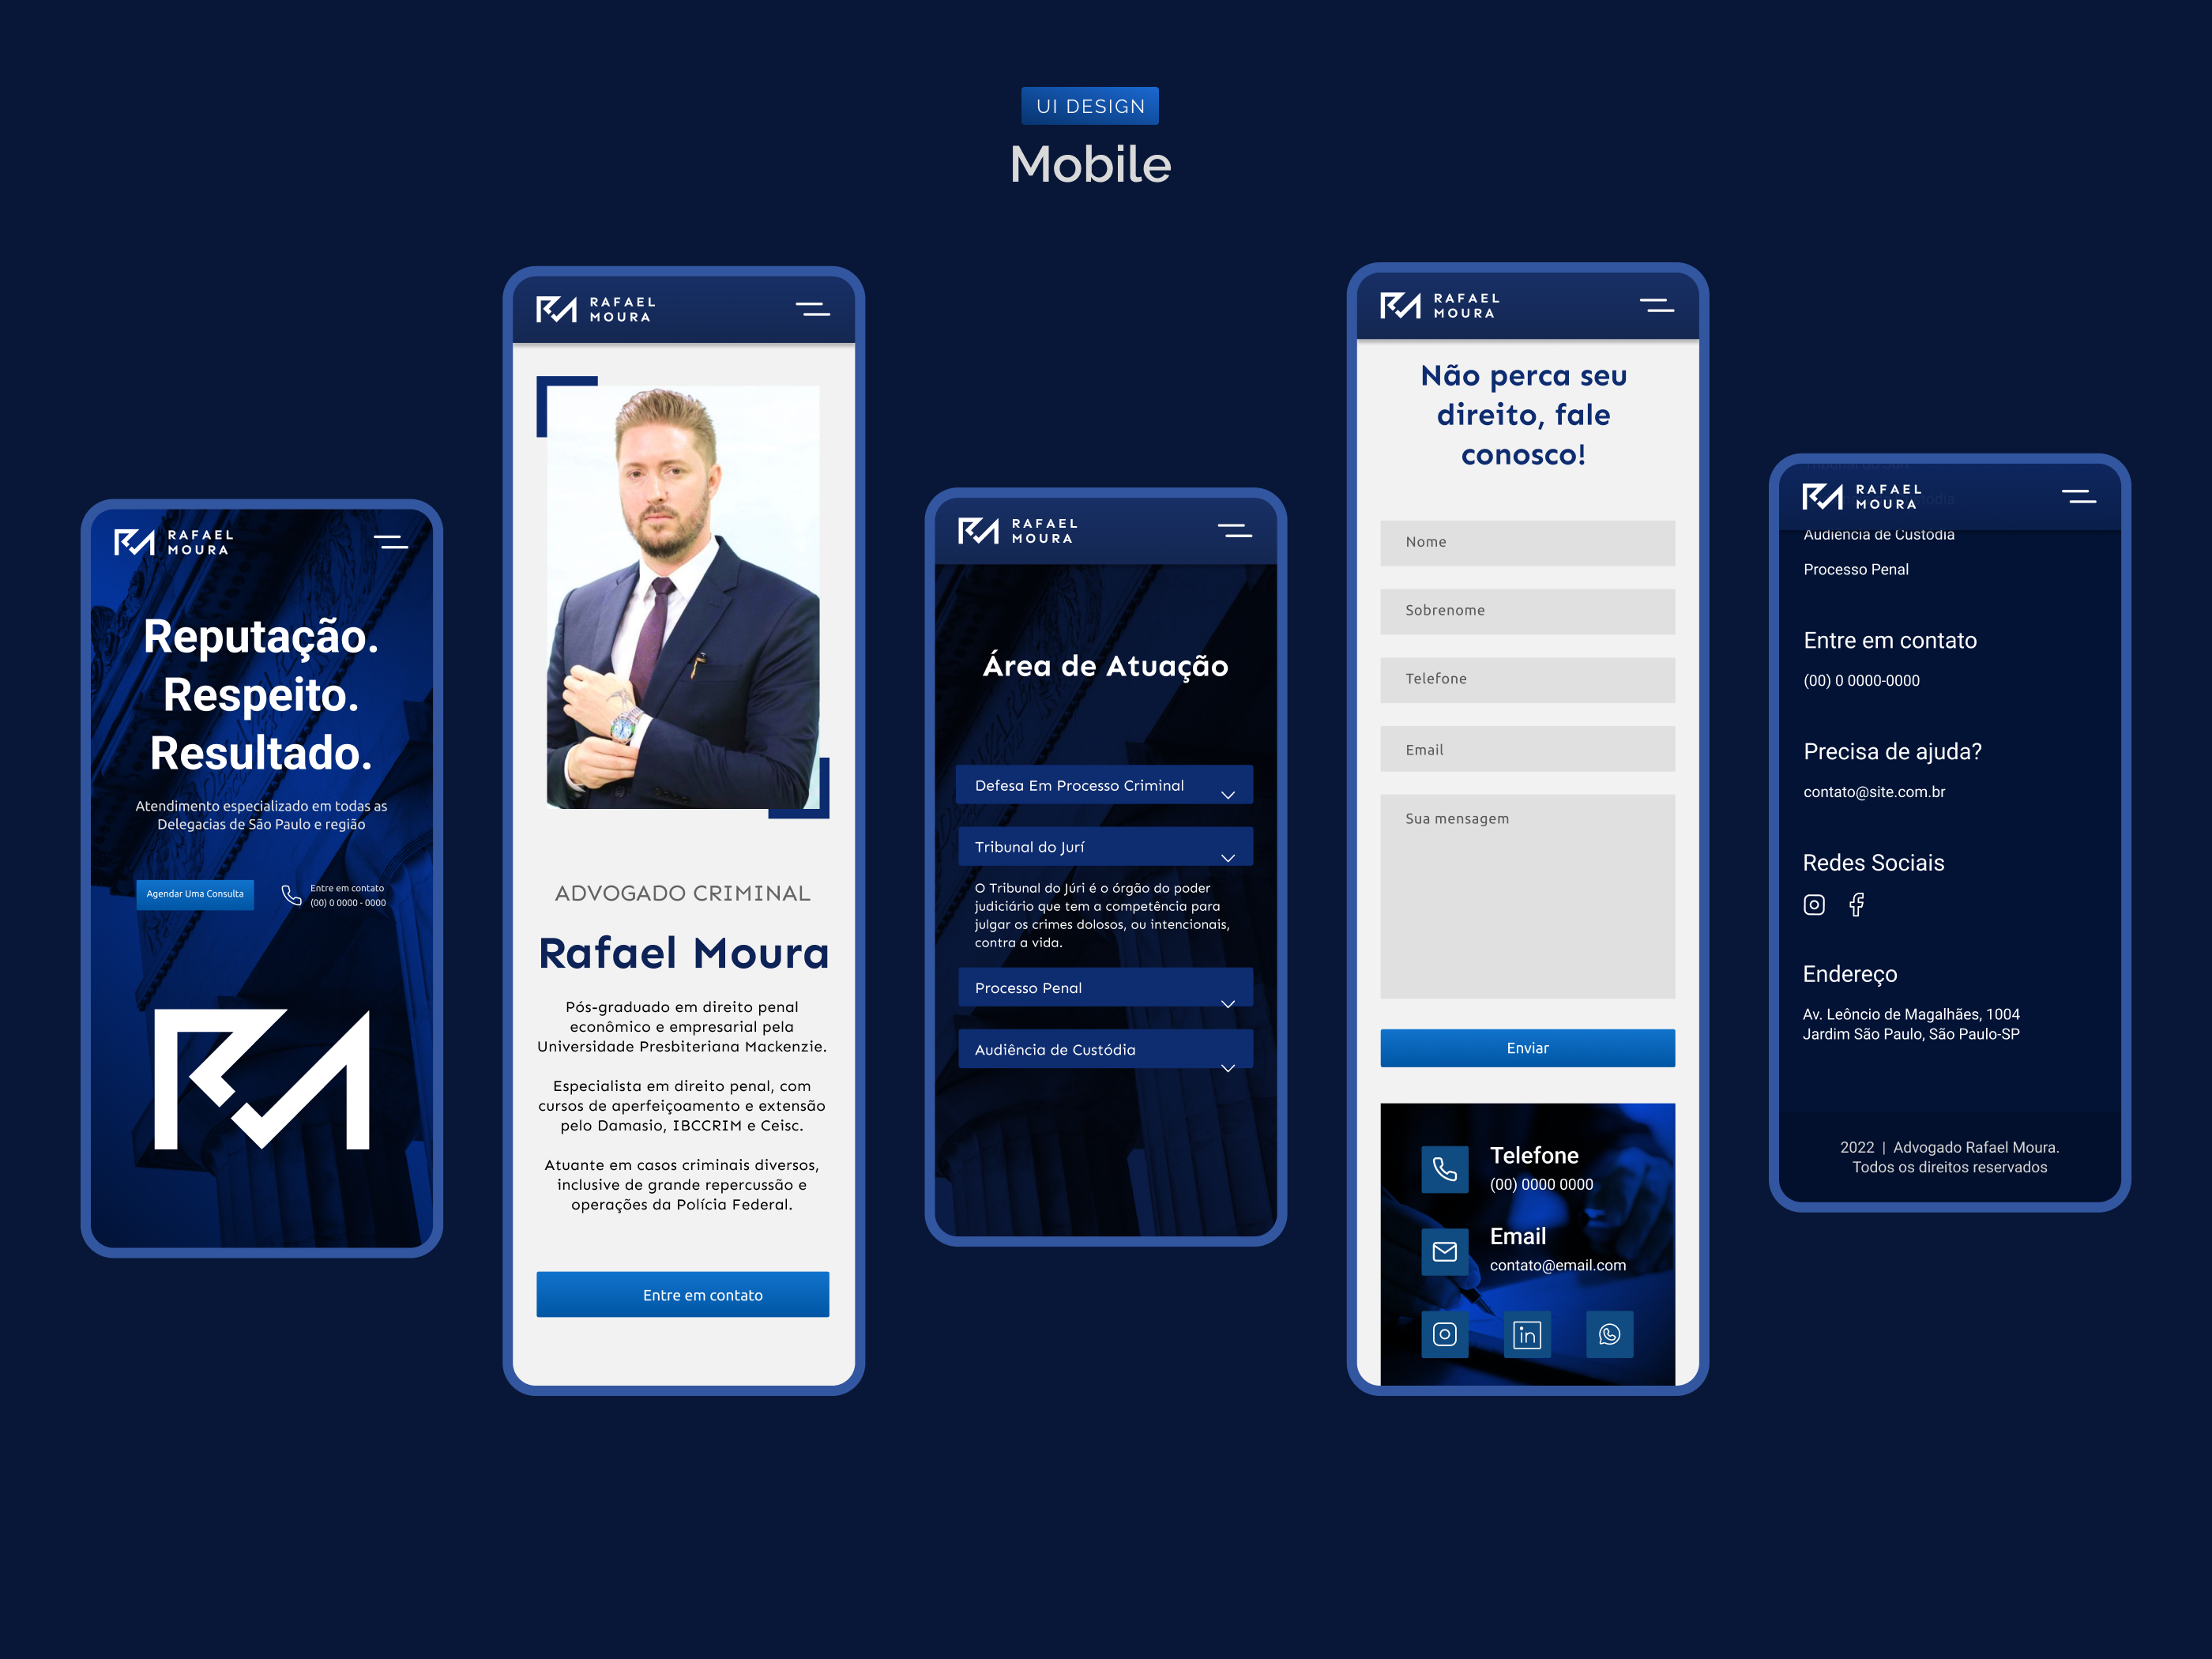 UI DESIGN
Mobile
RAFAEL
MOURA
Reputação.
Respeito.
Resultado.
Atendimento especializado em todas as
Delegacias de São Paulo e região
Agendar Uma Consulta
Entre em contato
(00) 0 0000 - 0000
RAFAEL
MOURA
ADVOGADO CRIMINAL
Rafael Moura
Pós-graduado em direito penal
econômico e empresarial pela
Universidade Presbiteriana Mackenzie.
Especialista em direito penal, com
cursos de aperfeiçoamento e extensão
pelo Damasio, IBCCRIM e Ceisc.
Atuante em casos criminais diversos,
inclusive de grande repercussão e
operações da Polícia Federal.
Entre em contato
RAFAEL
MOURA
Área de Atuação
Defesa Em Processo Criminal
Tribunal do Jurí
O Tribunal do Júri é o órgão do poder
judiciário que tem a competência para
julgar os crimes dolosos, ou intencionais,
contra a vida.
Processo Penal
Audiência de Custódia
RAFAEL
MOURA
Não perca seu
direito, fale
conosco!
Nome
Sobrenome
Telefone
Email
Sua mensagem
Enviar
Telefone
(00) 0000 0000
Email
contato@email.com
in
RAFAEL
MOURA
Audiência de Custódia
Processo Penal
Entre em contato
(00) 0 0000-0000
Precisa de ajuda?
contato@site.com.br
Redes Sociais
Endereço
Av. Leôncio de Magalhães, 1004
Jardim São Paulo, São Paulo-SP
2022 | Advogado Rafael Moura.
Todos os direitos reservados